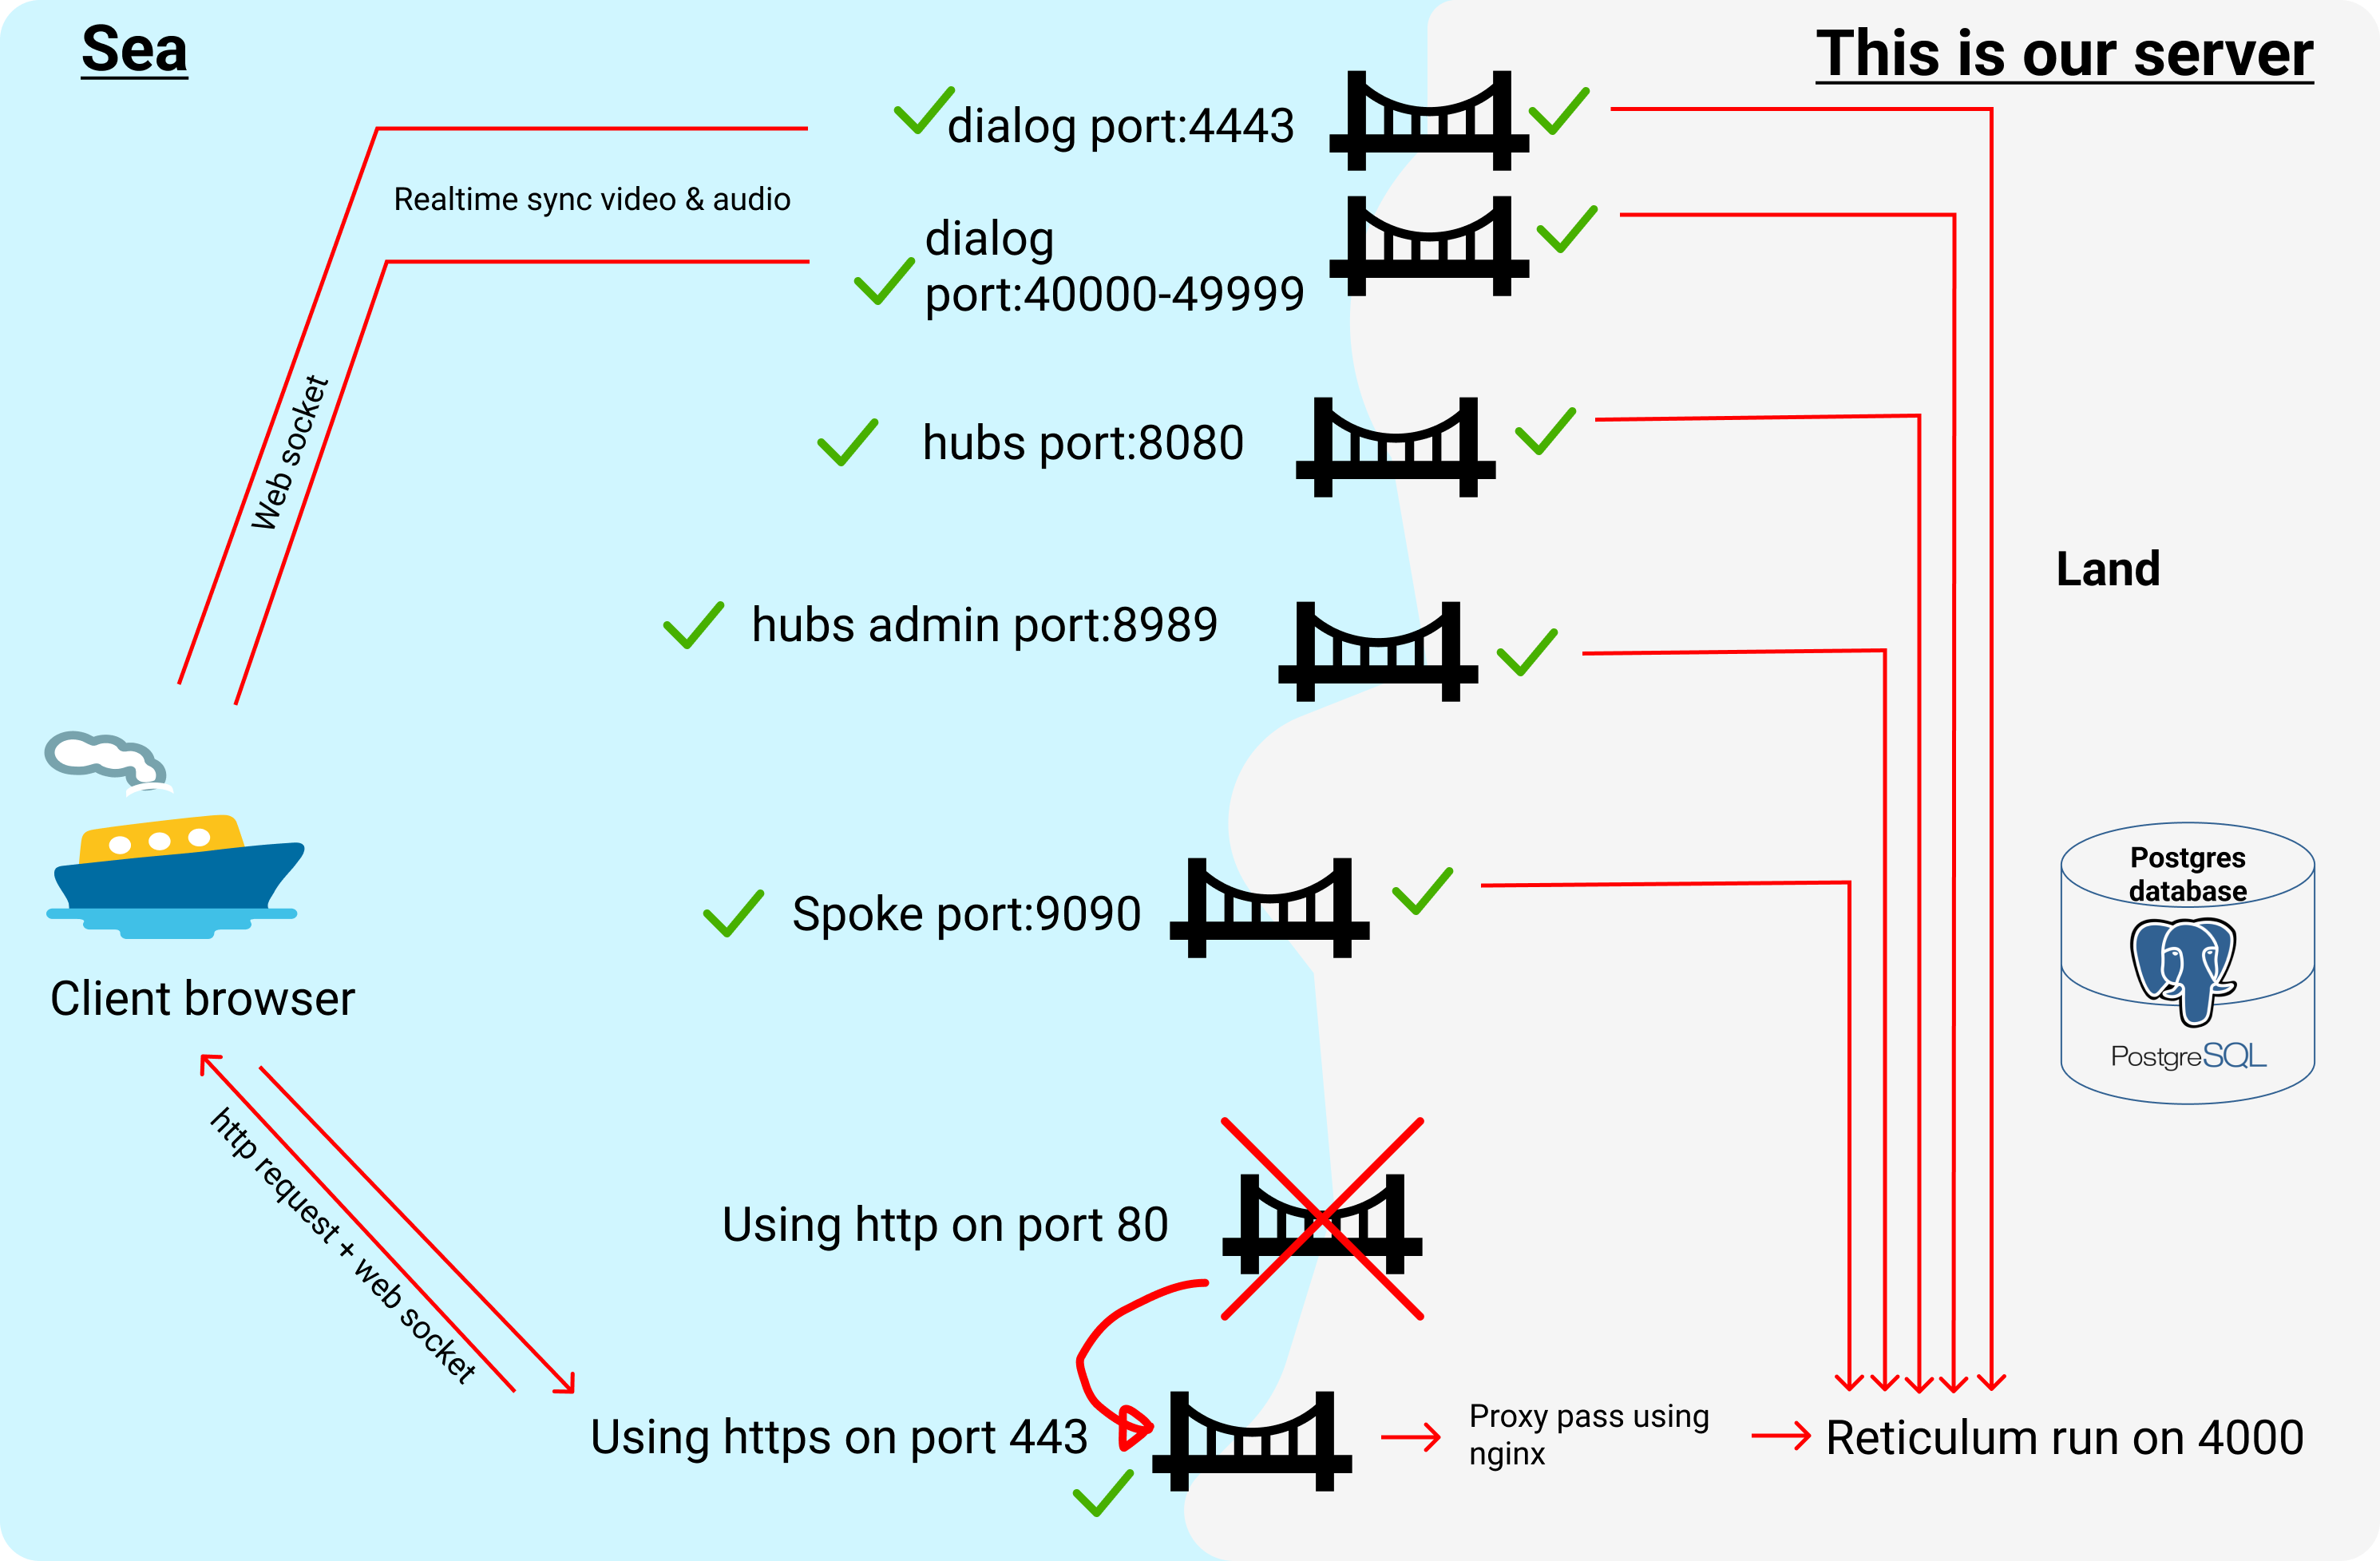 Sea
This is our server
dialog port:4443
Realtime sync video & audio
dialog
port:40000-49999
Web socket
hubs port:8080
Land
hubs admin port:8989
Postgres
database
Spoke port:9090
Client browser
PostgreSQL
http request + web socket
Using http on port 80
Using https on port 443
Proxy pass using
nginx
Reticulum run on 4000